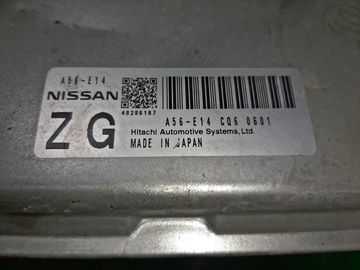 A56-E14
NISSAN
48286187
ZG
A56-E14 CQ6 0601
Hitachi Automotive Systems,Ltd.
MADE IN JAPAN